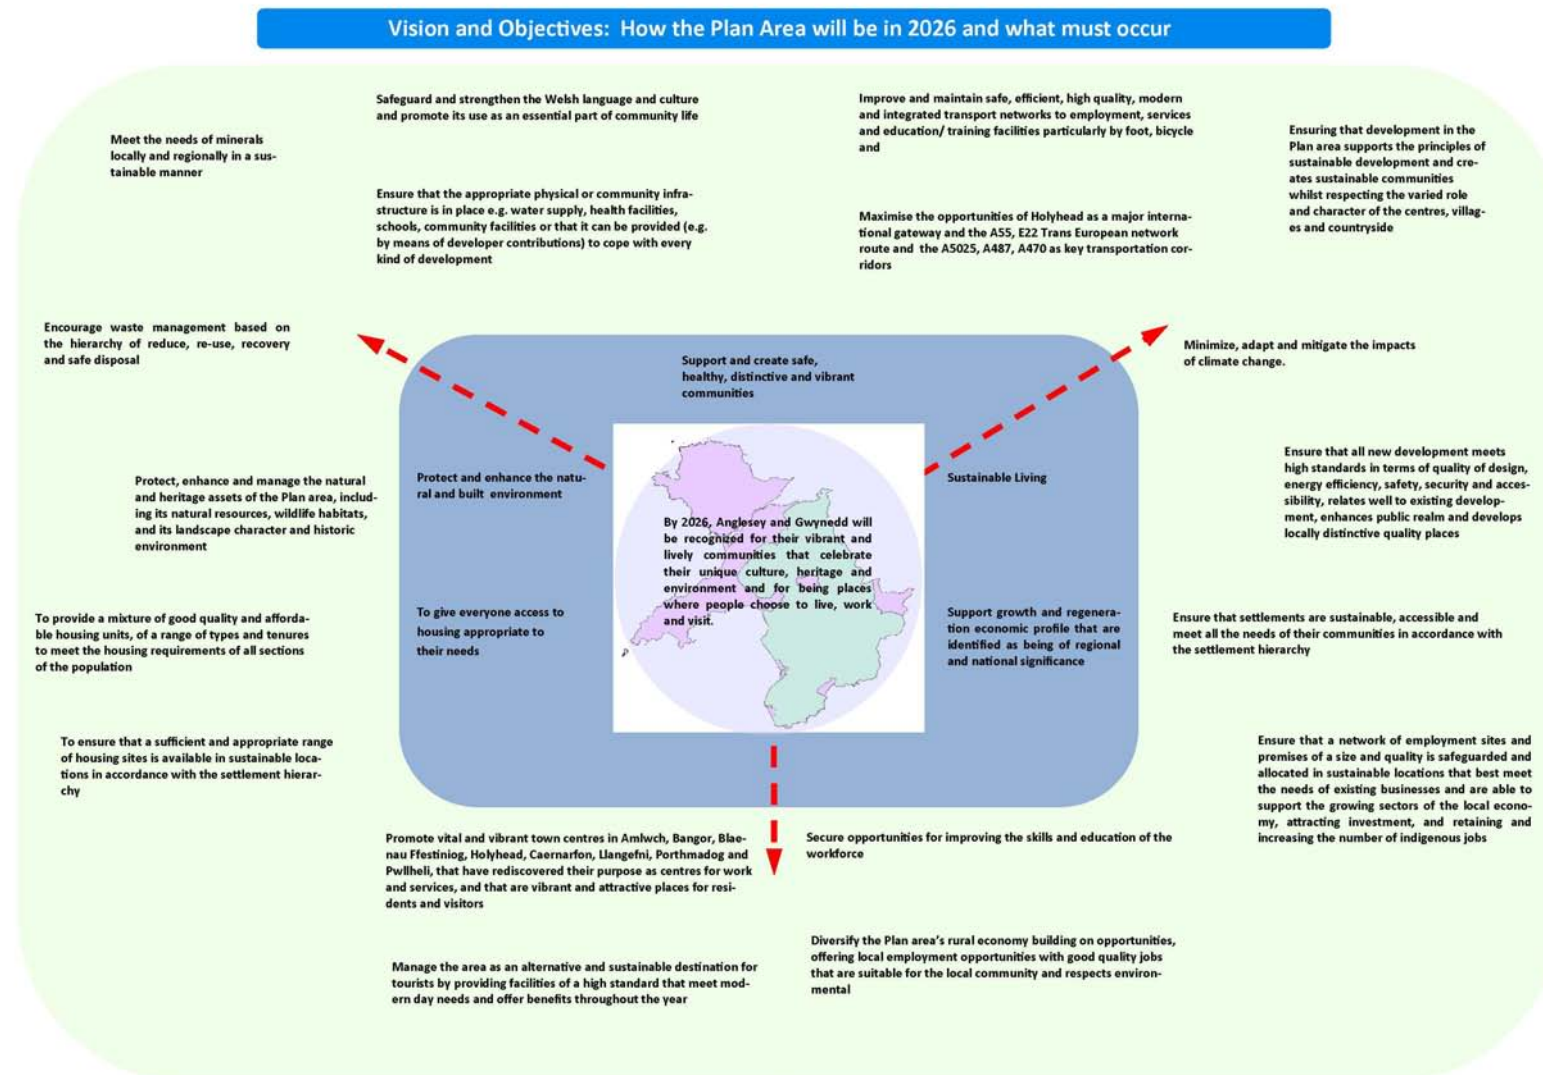 Vision and Objectives: How the Plan Area will be in 2026 and what must occur
Safeguard and strengthen the Welsh language and culture
and promote its use as an essential part of community life
Improve and maintain safe, efficient, high quality, modern
and integrated transport networks to employment, services
and education/ training facilities particularly by foot, bicycle
and
Meet the needs of minerals
locally and regionally in a sus-
tainable manner
Ensuring that development in the
Plan area supports the principles of
sustainable development and cre-
ates sustainable communities
whilst respecting the varied role
and character of the centres, villag-
es and countryside
Ensure that the appropriate physical or community infra-
structure is in place e.g. water supply, health facilities,
schools, community facilities or that it can be provided (e.g.
by means of developer contributions) to cope with every
kind of development
Maximise the opportunities of Holyhead as a major interna-
tional gateway and the A55, E22 Trans European network
route and the A5025, A487, A470 as key transportation cor-
ridors
Encourage waste management based on
the hierarchy of reduce, re-use, recovery
and safe disposal
Minimize, adapt and mitigate the impacts
of climate change.
Support and create safe,
healthy, distinctive and vibrant
communities
Protect, enhance and manage the natural
and heritage assets of the Plan area, includ-
ing its natural resources, wildlife habitats,
and its landscape character and historic
environment
Protect and enhance the natu-
ral and built environment
Sustainable Living
Ensure that all new development meets
high standards in terms of quality of design,
energy efficiency, safety, security and acces-
sibility, relates well to existing develop-
ment, enhances public realm and develops
locally distinctive quality places
By 2026, Anglesey and Gwynedd will
be recognized for their vibrant and
lively communities that celebrate
their unique culture, heritage and
environment and for being places
where people choose to live, work
and visit.
To provide a mixture of good quality and afforda-
ble housing units, of a range of types and tenures
to meet the housing requirements of all sections
of the population
To give everyone access to
housing appropriate to
their needs
Support growth and regenera-
tion economic profile that are
identified as being of regional
and national significance
Ensure that settlements are sustainable, accessible and
meet all the needs of their communities in accordance with
the settlement hierarchy
To ensure that a sufficient and appropriate range
of housing sites is available in sustainable loca-
tions in accordance with the settlement hierar-
chy
Ensure that a network of employment sites and
premises of a size and quality is safeguarded and
allocated in sustainable locations that best meet
the needs of existing businesses and are able to
support the growing sectors of the local econo-
my, attracting investment, and retaining and
increasing the number of indigenous jobs
Promote vital and vibrant town centres in Amlwch, Bangor, Blae-
nau Ffestiniog, Holyhead, Caernarfon, Llangefni, Porthmadog and
Pwllheli, that have rediscovered their purpose as centres for work
and services, and that are vibrant and attractive places for resi-
dents and visitors
Secure opportunities for improving the skills and education of the
workforce
Manage the area as an alternative and sustainable destination for
tourists by providing facilities of a high standard that meet mod-
ern day needs and offer benefits throughout the year
Diversify the Plan area's rural economy building on opportunities,
offering local employment opportunities with good quality jobs
that are suitable for the local community and respects environ-
mental